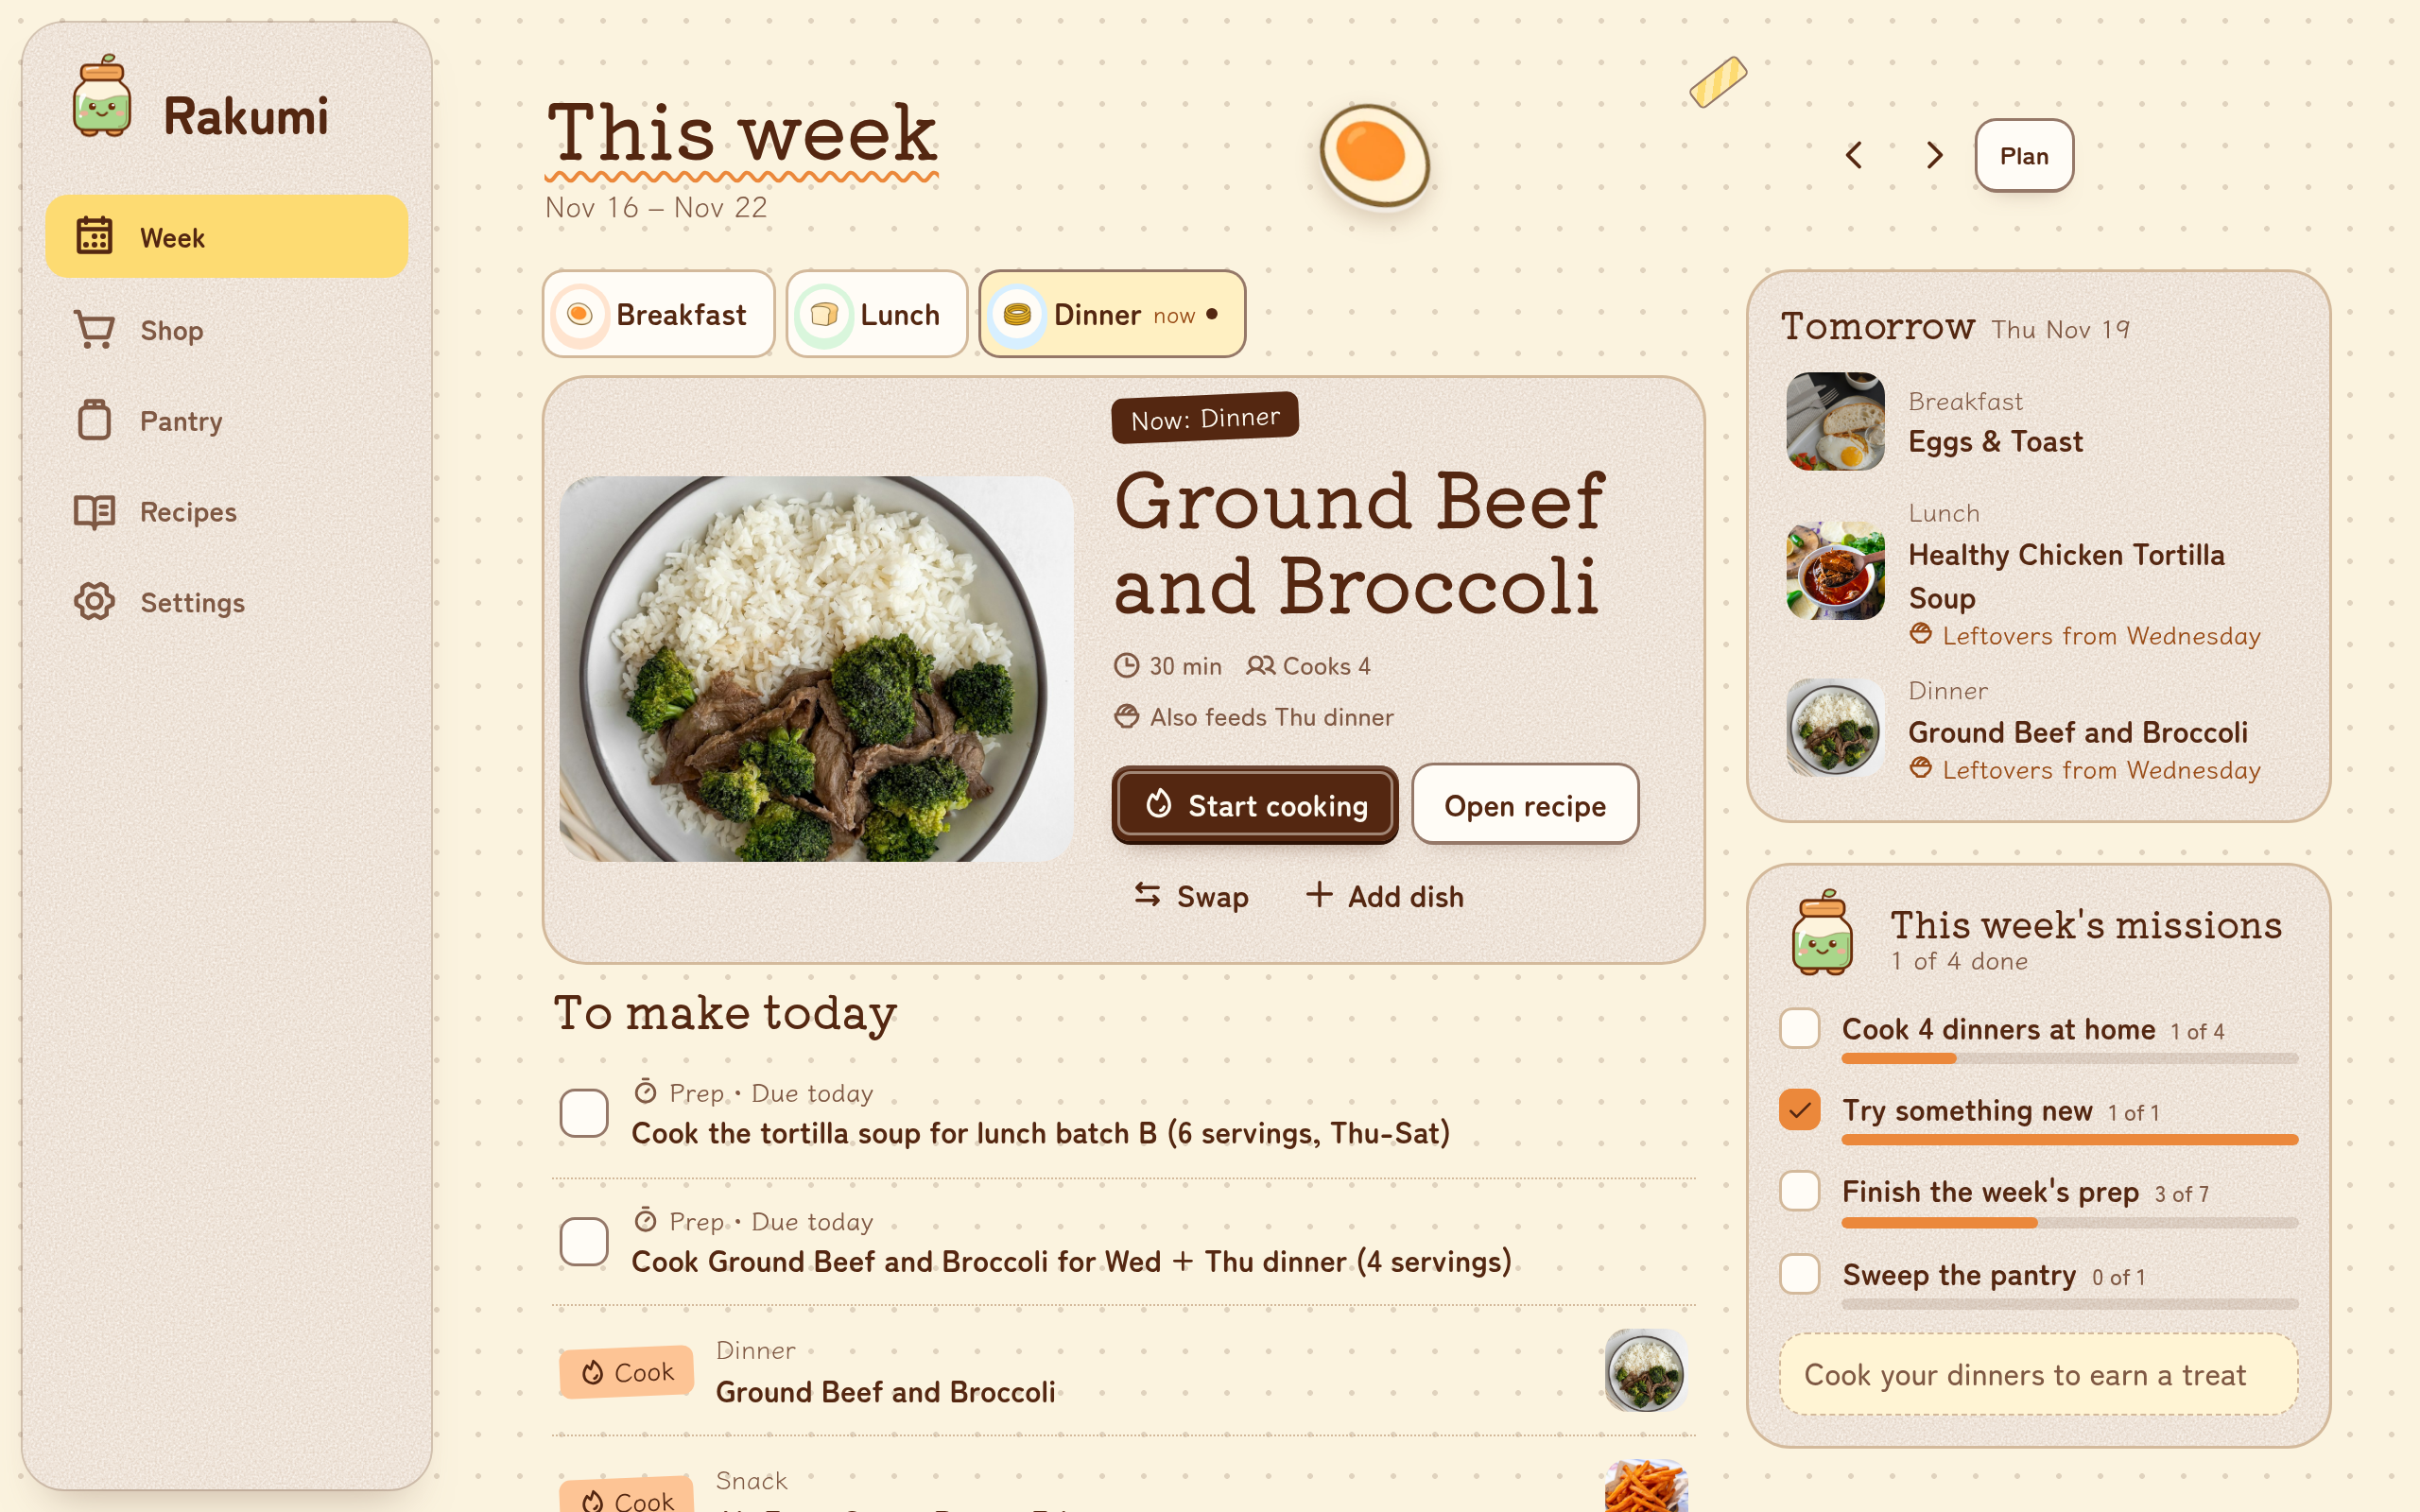 Rakumi
Week
Shop
Pantry
Recipes
Settings
This week
Nov 16 – Nov 22
Plan
Breakfast
Lunch
Dinner now
Now: Dinner
Ground Beef
and Broccoli
30 min Cooks 4
Also feeds Thu dinner
Start cooking
Open recipe
Swap
Add dish
To make today
Prep • Due today
Cook the tortilla soup for lunch batch B (6 servings, Thu-Sat)
Prep • Due today
Cook Ground Beef and Broccoli for Wed + Thu dinner (4 servings)
Cook
Dinner
Ground Beef and Broccoli
Cook
Snack
Tomorrow Thu Nov 19
Breakfast
Eggs & Toast
Lunch
Healthy Chicken Tortilla
Soup
Leftovers from Wednesday
Dinner
Ground Beef and Broccoli
Leftovers from Wednesday
This week's missions
1 of 4 done
Cook 4 dinners at home 1 of 4
Try something new 1 of 1
Finish the week's prep 3 of 7
Sweep the pantry 0 of 1
Cook your dinners to earn a treat